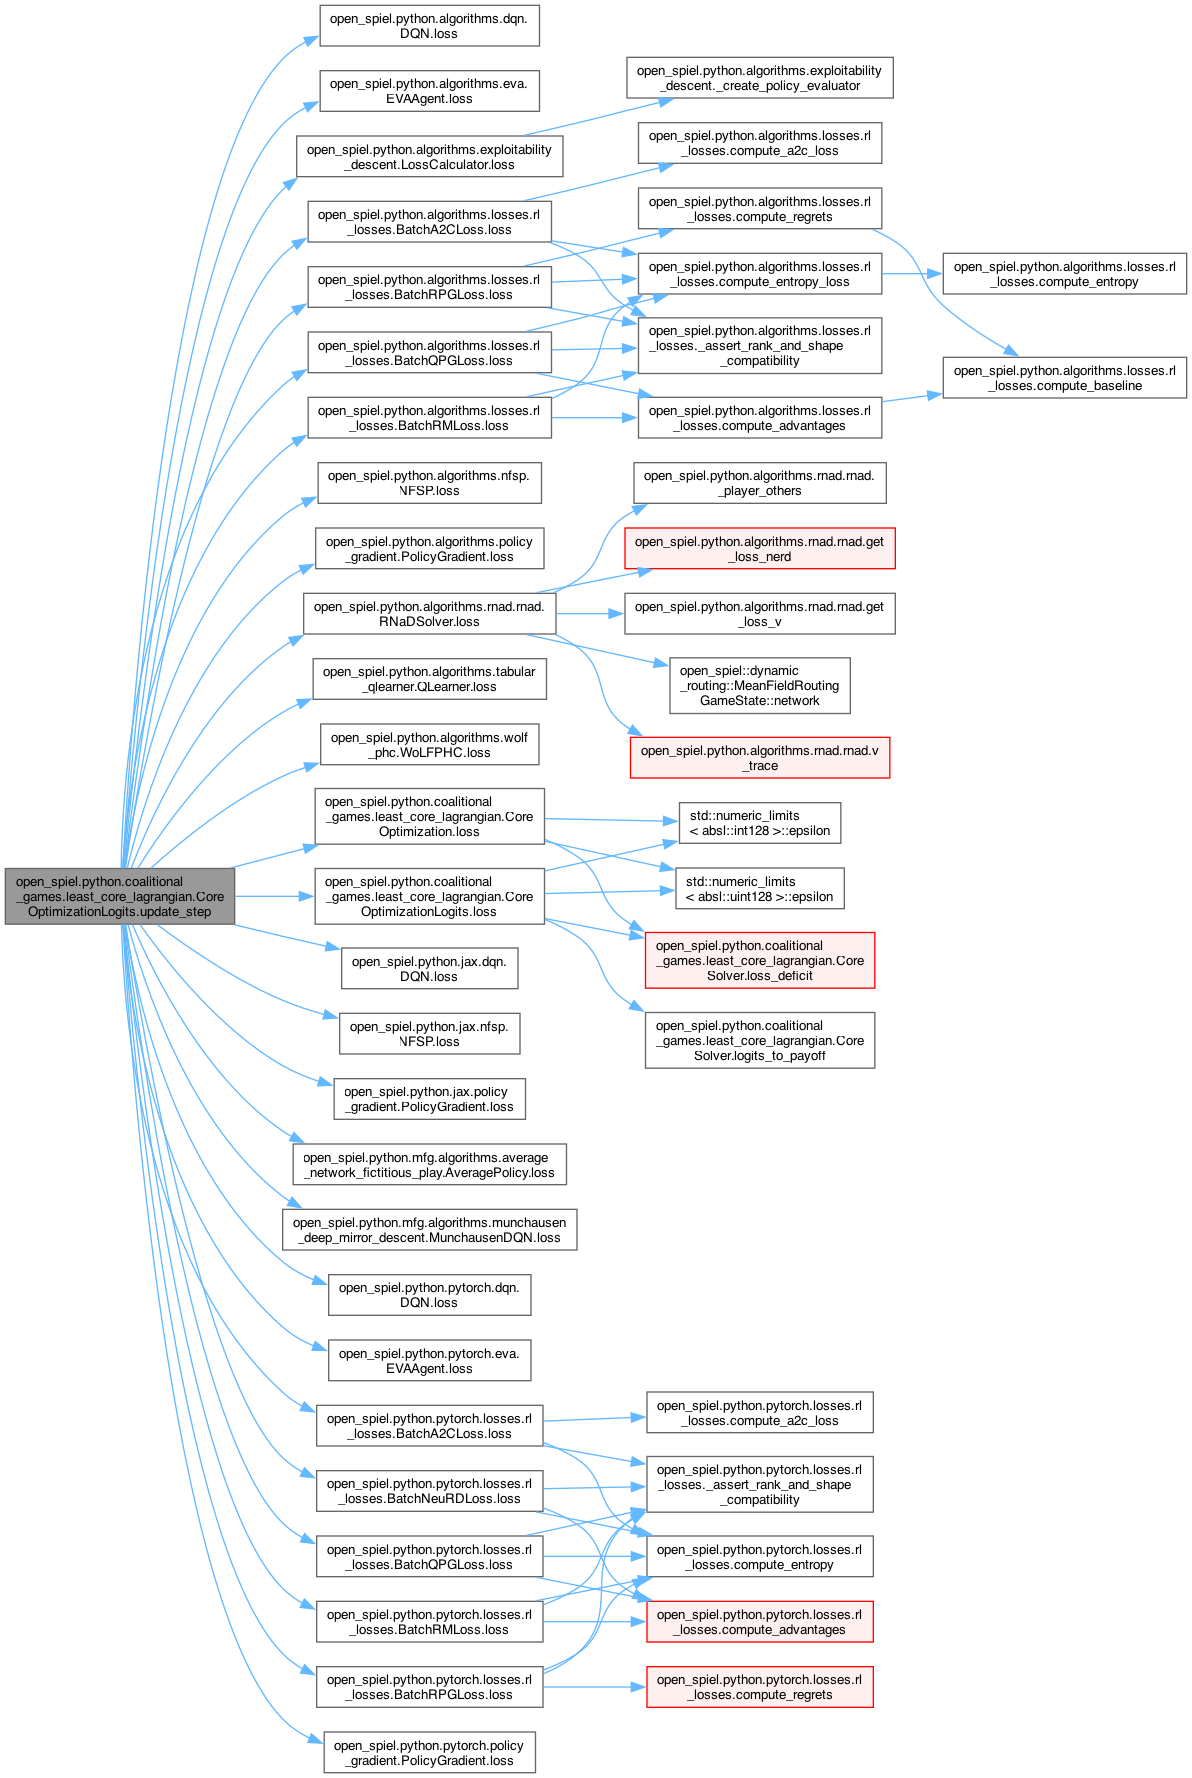 open_spiel.python.coalitional
_games.least_core_lagrangian.Core
OptimizationLogits.update_step
open_spiel.python.algorithms.dqn.
DQN.loss
open_spiel.python.algorithms.eva.
EVAAgent.loss
open_spiel.python.algorithms.exploitability
_descent.LossCalculator.loss
open_spiel.python.algorithms.losses.rl
_losses.BatchA2CLoss.loss
open_spiel.python.algorithms.losses.rl
_losses.BatchRPGLoss.loss
open_spiel.python.algorithms.losses.rl
_losses.BatchQPGLoss.loss
open_spiel.python.algorithms.losses.rl
_losses.BatchRMLoss.loss
open_spiel.python.algorithms.nfsp.
NFSP.loss
open_spiel.python.algorithms.policy
_gradient.PolicyGradient.loss
open_spiel.python.algorithms.rnad.rnad.
RNaDSolver.loss
open_spiel.python.algorithms.tabular
_qlearner.QLearner.loss
open_spiel.python.algorithms.wolf
_phc.WoLFPHC.loss
open_spiel.python.coalitional
_games.least_core_lagrangian.Core
Optimization.loss
open_spiel.python.coalitional
_games.least_core_lagrangian.Core
OptimizationLogits.loss
open_spiel.python.jax.dqn.
DQN.loss
open_spiel.python.jax.nfsp.
NFSP.loss
open_spiel.python.jax.policy
_gradient.PolicyGradient.loss
open_spiel.python.mfg.algorithms.average
_network_fictitious_play.AveragePolicy.loss
open_spiel.python.mfg.algorithms.munchausen
_deep_mirror_descent.MunchausenDQN.loss
open_spiel.python.pytorch.dqn.
DQN.loss
open_spiel.python.pytorch.eva.
EVAAgent.loss
open_spiel.python.pytorch.losses.rl
_losses.BatchA2CLoss.loss
open_spiel.python.pytorch.losses.rl
_losses.BatchNeuRDLoss.loss
open_spiel.python.pytorch.losses.rl
_losses.BatchQPGLoss.loss
open_spiel.python.pytorch.losses.rl
_losses.BatchRMLoss.loss
open_spiel.python.pytorch.losses.rl
_losses.BatchRPGLoss.loss
open_spiel.python.pytorch.policy
_gradient.PolicyGradient.loss
open_spiel.python.algorithms.exploitability
_descent._create_policy_evaluator
open_spiel.python.algorithms.losses.rl
_losses.compute_a2c_loss
open_spiel.python.algorithms.losses.rl
_losses.compute_regrets
open_spiel.python.algorithms.losses.rl
_losses.compute_entropy_loss
open_spiel.python.algorithms.losses.rl
_losses._assert_rank_and_shape
_compatibility
open_spiel.python.algorithms.losses.rl
_losses.compute_advantages
open_spiel.python.algorithms.rnad.rnad.
_player_others
open_spiel.python.algorithms.rnad.rnad.get
_loss_nerd
open_spiel.python.algorithms.rnad.rnad.get
_loss_v
open_spiel::dynamic
_routing::MeanFieldRouting
GameState::network
open_spiel.python.algorithms.rnad.rnad.v
_trace
std::numeric_limits
< absl::int128 >::epsilon
std::numeric_limits
< absl::uint128 >::epsilon
open_spiel.python.coalitional
_games.least_core_lagrangian.Core
Solver.loss_deficit
open_spiel.python.coalitional
_games.least_core_lagrangian.Core
Solver.logits_to_payoff
open_spiel.python.pytorch.losses.rl
_losses.compute_a2c_loss
open_spiel.python.pytorch.losses.rl
_losses._assert_rank_and_shape
_compatibility
open_spiel.python.pytorch.losses.rl
_losses.compute_entropy
open_spiel.python.pytorch.losses.rl
_losses.compute_advantages
open_spiel.python.pytorch.losses.rl
_losses.compute_regrets
open_spiel.python.algorithms.losses.rl
_losses.compute_entropy
open_spiel.python.algorithms.losses.rl
_losses.compute_baseline